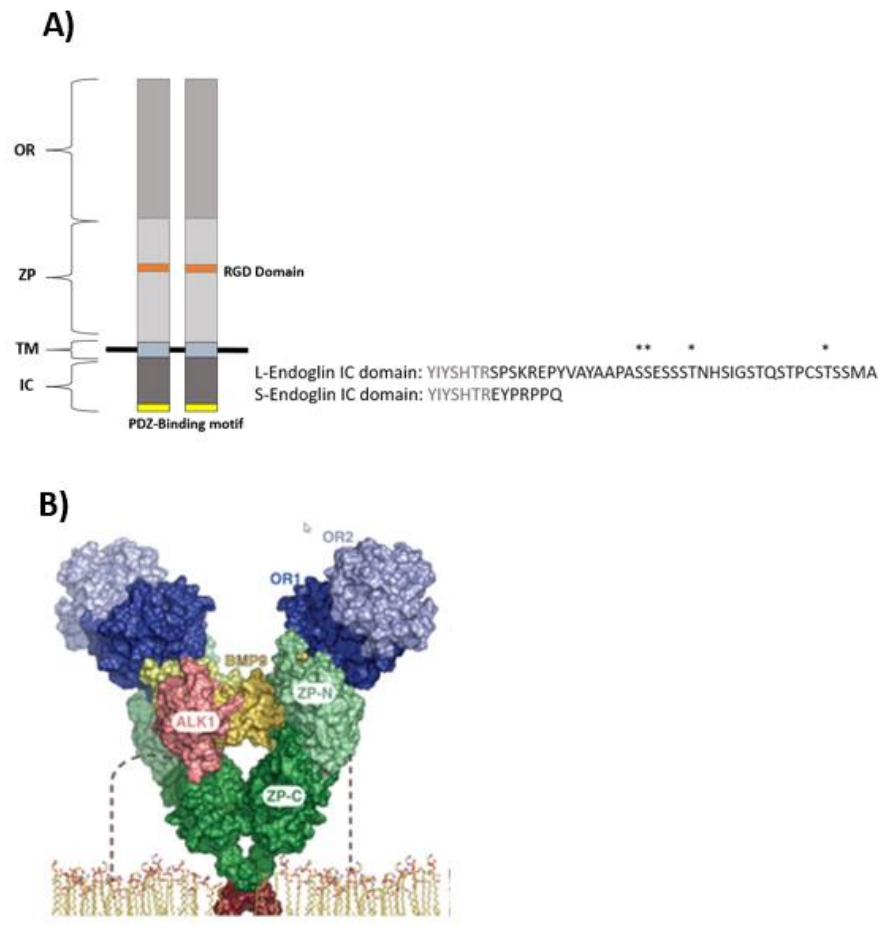 A)
OR
ZP
RGD Domain
TM
IC
** * *
L-Endoglin IC domain: YIYSHTRSPSKREPYVAYAAPASSESSSTNHSIGSTQSTPCSTSSMA
S-Endoglin IC domain: YIYSHTREYPRPPQ
PDZ-Binding motif
B)
OR2
OR1
BMP9
ZP-N
ALK1
ZP-C